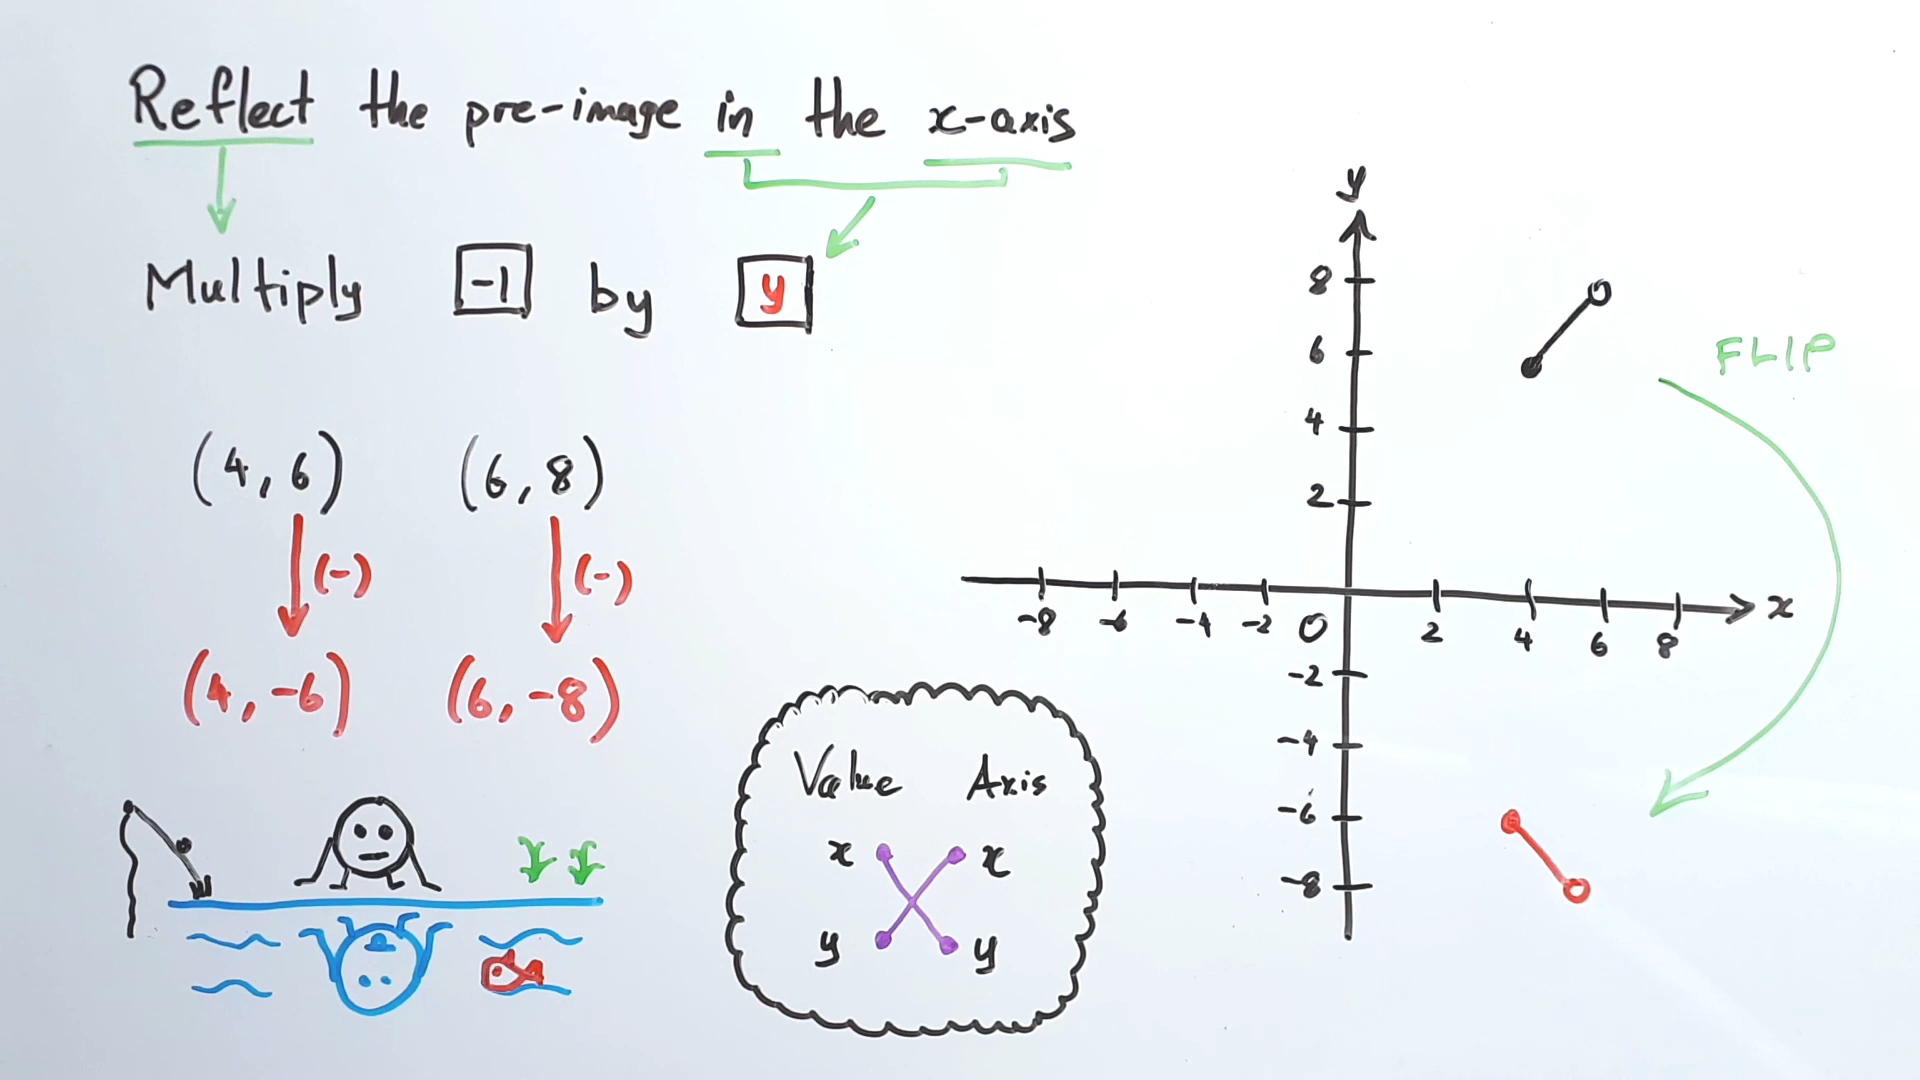 Reflect the pre-image in the x-axis
Multiply -1 by y
(4, 6) (6, 8)
(-) (-)
(4, -6) (6, -8)
Value Axis
x x
y y
y
8
6
4
2
-8 -6 -4 -2 O 2 4 6 8 x
-2
-4
-6
-8
FLIP